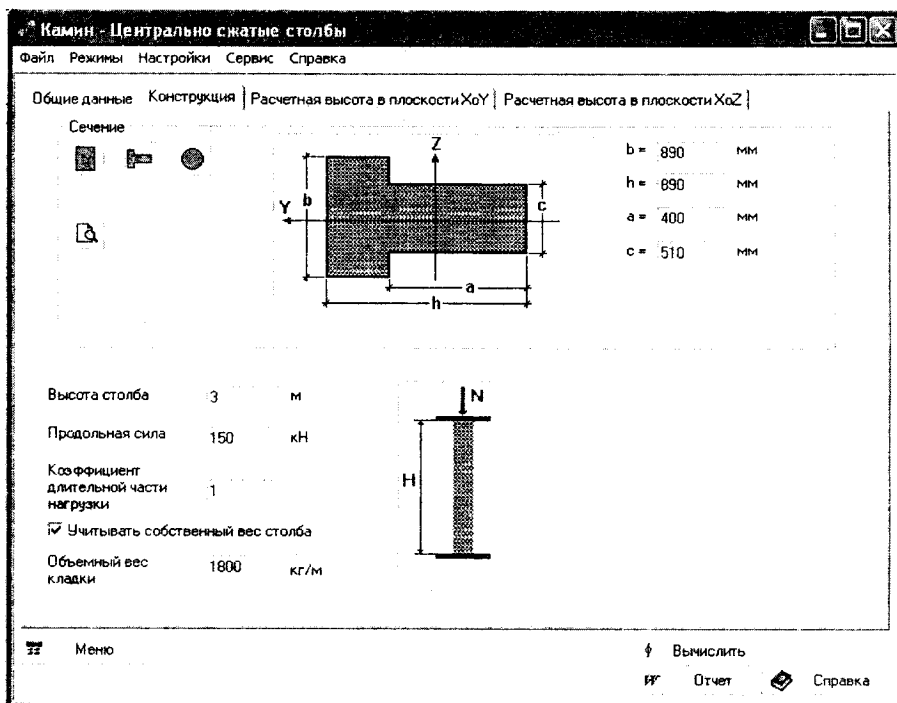 Камин - Центрально сжатые столбы
Файл Режимы Настройки Сервис Справка
Общие данные Конструкция Расчетная высота в плоскости XoY Расчетная высота в плоскости XoZ
Сечение
Z
Y
b
c
a
h
b = 890 мм
h = 890 мм
a = 400 мм
c = 510 мм
Высота столба 3 м
Продольная сила 150 кН
Коэффициент
длительной части
нагрузки 1
Учитывать собственный вес столба
Объемный вес
кладки 1800 кг/м
N
H
Меню
Вычислить
Отчет
Справка